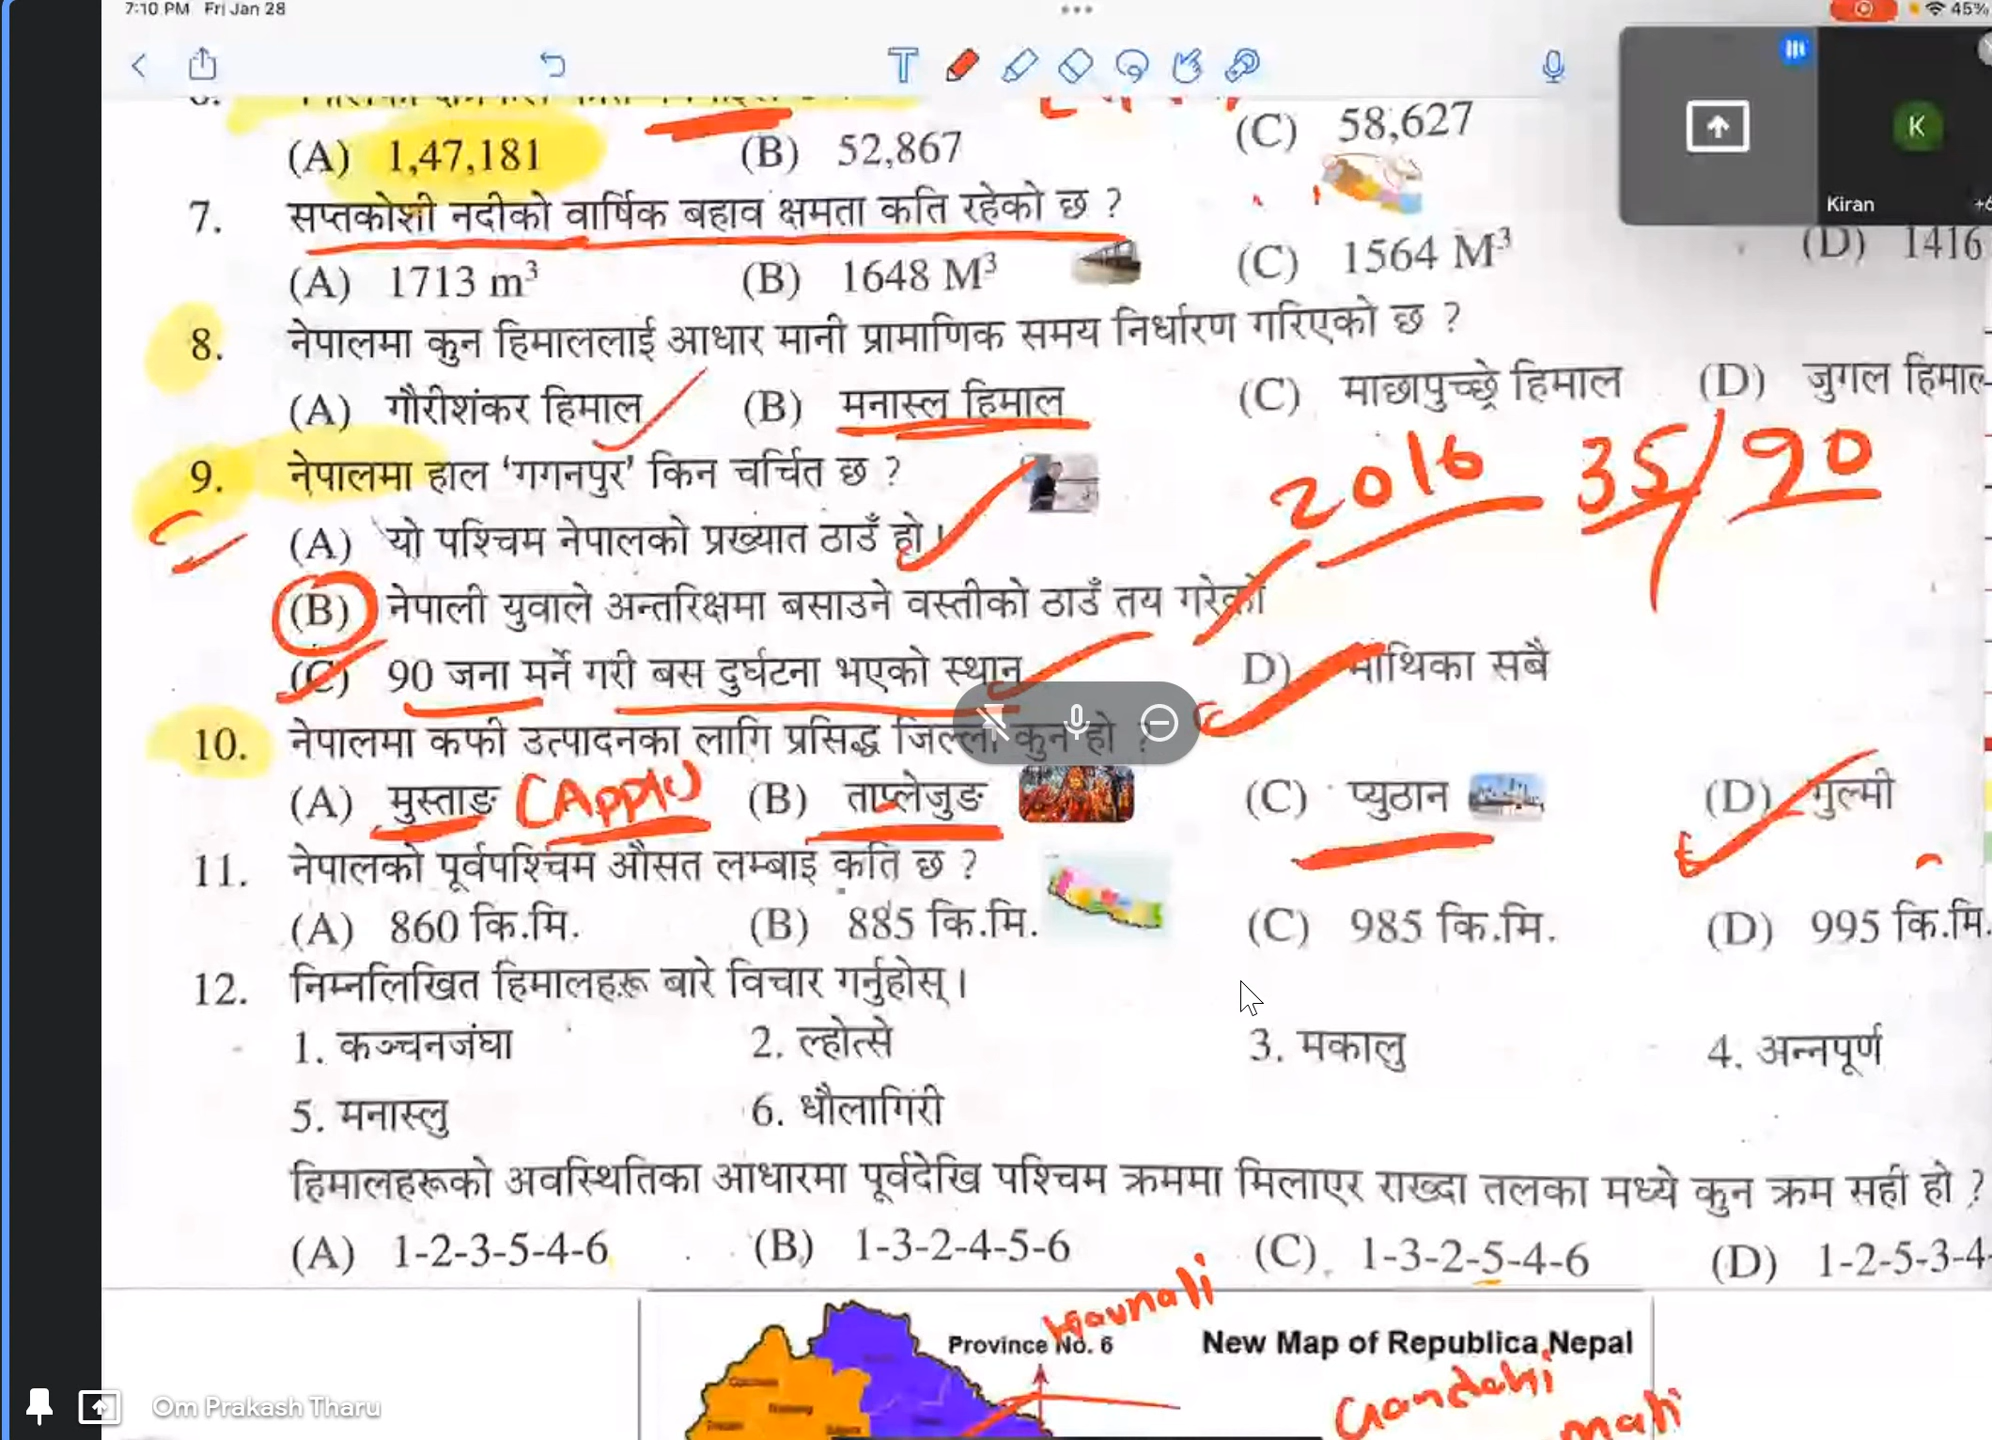 7:10 PM Fri Jan 28
45%
(A) 1,47,181 (B) 52,867 (C) 58,627
7. सप्तकोशी नदीको वार्षिक बहाव क्षमता कति रहेको छ ?
(A) 1713 m³ (B) 1648 M³ (C) 1564 M³ (D) 1416
8. नेपालमा कुन हिमाललाई आधार मानी प्रामाणिक समय निर्धारण गरिएको छ ?
(A) गौरीशंकर हिमाल (B) मनास्लु हिमाल (C) माछापुच्छ्रे हिमाल (D) जुगल हिमाल
9. नेपालमा हाल ‘गगनपुर’ किन चर्चित छ ?
2016 35/90
(A) यो पश्चिम नेपालको प्रख्यात ठाउँ हो।
(B) नेपाली युवाले अन्तरिक्षमा बसाउने वस्तीको ठाउँ तय गरेको
(C) 90 जना मर्ने गरी बस दुर्घटना भएको स्थान D) माथिका सबै
10. नेपालमा कफी उत्पादनका लागि प्रसिद्ध जिल्ला कुन हो ?
(A) मुस्ताङ (Apple) (B) ताप्लेजुङ (C) प्युठान (D) गुल्मी
11. नेपालको पूर्वपश्चिम औसत लम्बाइ कति छ ?
(A) 860 कि.मि. (B) 885 कि.मि. (C) 985 कि.मि. (D) 995 कि.मि.
12. निम्नलिखित हिमालहरू बारे विचार गर्नुहोस्।
1. कञ्चनजंघा 2. ल्होत्से 3. मकालु 4. अन्नपूर्ण
5. मनास्लु 6. धौलागिरी
हिमालहरूको अवस्थितिका आधारमा पूर्वदेखि पश्चिम क्रममा मिलाएर राख्दा तलका मध्ये कुन क्रम सही हो ?
(A) 1-2-3-5-4-6 (B) 1-3-2-4-5-6 (C) 1-3-2-5-4-6 (D) 1-2-5-3-4-
Province No. 6 New Map of Republica Nepal
Gandaki
K
Kiran
+6
Om Prakash Tharu